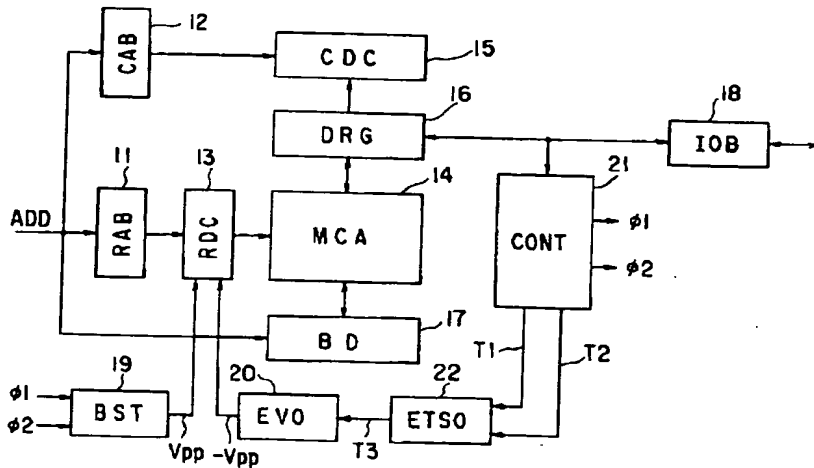 12
CAB
CDC
15
16
DRG
18
IOB
11
13
14
21
ADD
RAB
RDC
MCA
CONT
φ1
φ2
BD
17
T1
T2
19
20
22
φ1
φ2
BST
EVO
ETSO
Vpp
-Vpp
T3